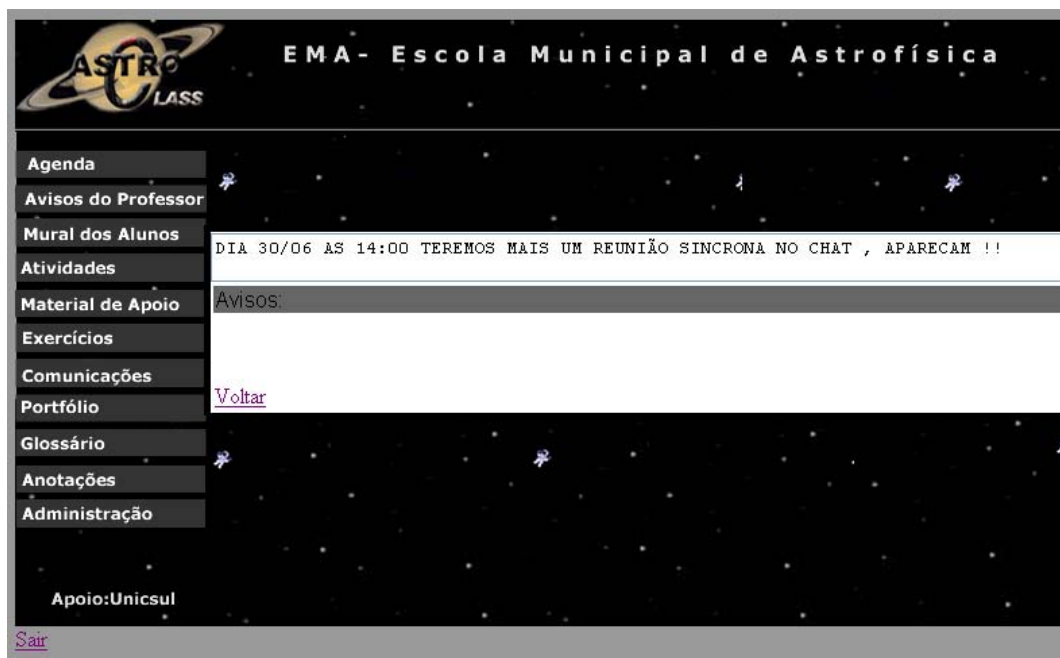 ASTRO
CLASS
EMA- Escola Municipal de Astrofísica
Agenda
Avisos do Professor
Mural dos Alunos
Atividades
Material de Apoio
Exercícios
Comunicações
Portfólio
Glossário
Anotações
Administração
Apoio:Unicsul
DIA 30/06 AS 14:00 TEREMOS MAIS UM REUNIÃO SINCRONA NO CHAT , APARECAM !!
Avisos:
Voltar
Sair